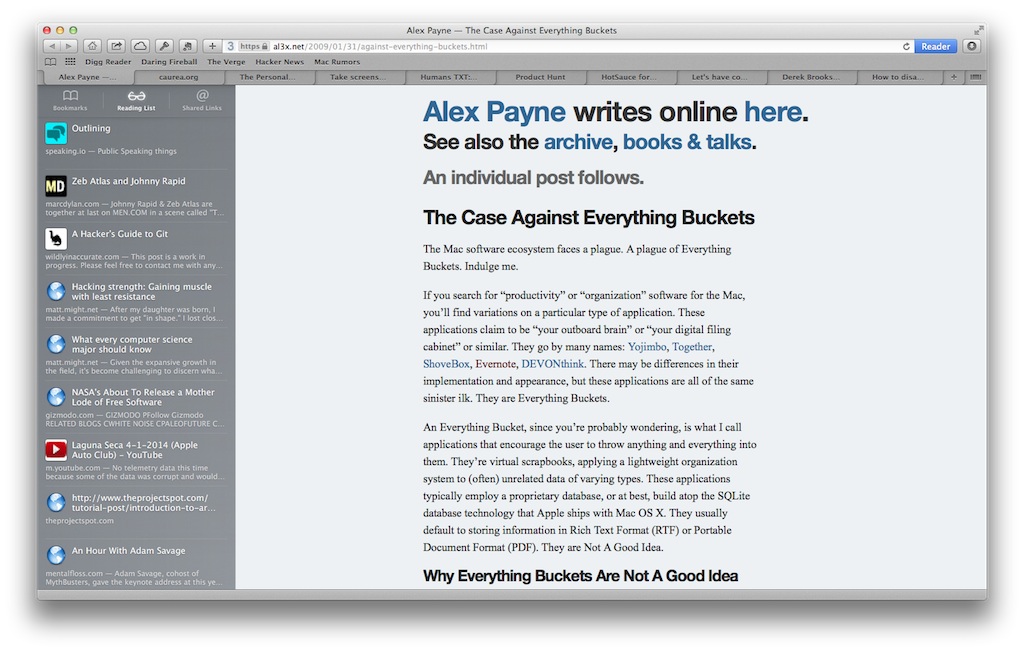 Alex Payne — The Case Against Everything Buckets
https al3x.net/2009/01/31/against-everything-buckets.html
Reader
Digg Reader Daring Fireball The Verge Hacker News Mac Rumors
Alex Payne —... caurea.org The Personal... Take screens... Humans TXT:... Product Hunt HotSauce for... Let's have co... Derek Brooks... How to disa...
Bookmarks Reading List Shared Links
Outlining
speaking.io — Public Speaking things
MD
Zeb Atlas and Johnny Rapid
marcdylan.com — Johnny Rapid & Zeb Atlas are
together at last on MEN.COM in a scene called "T...
A Hacker's Guide to Git
wildlyinaccurate.com — This post is a work in
progress. Please feel free to contact me with any...
Hacking strength: Gaining muscle
with least resistance
matt.might.net — After my daughter was born, I
made a commitment to get "in shape." I lost clos...
What every computer science
major should know
matt.might.net — Given the expansive growth in
the field, it's become challenging to discern wha...
NASA's About To Release a Mother
Lode of Free Software
gizmodo.com — GIZMODO PFollow Gizmodo
RELATED BLOGS CWHITE NOISE CPALEOFUTURE C...
Laguna Seca 4-1-2014 (Apple
Auto Club) – YouTube
m.youtube.com — No telemetry data this time
because some of the data was corrupt and would...
http://www.theprojectspot.com/
tutorial-post/introduction-to-ar...
theprojectspot.com
An Hour With Adam Savage
mentalfloss.com — Adam Savage, cohost of
MythBusters, gave the keynote address at this ye...
Alex Payne writes online here.
See also the archive, books & talks.
An individual post follows.
The Case Against Everything Buckets
The Mac software ecosystem faces a plague. A plague of Everything
Buckets. Indulge me.
If you search for “productivity” or “organization” software for the Mac,
you’ll find variations on a particular type of application. These
applications claim to be “your outboard brain” or “your digital filing
cabinet” or similar. They go by many names: Yojimbo, Together,
ShoveBox, Evernote, DEVONthink. There may be differences in their
implementation and appearance, but these applications are all of the same
sinister ilk. They are Everything Buckets.
An Everything Bucket, since you’re probably wondering, is what I call
applications that encourage the user to throw anything and everything into
them. They’re virtual scrapbooks, applying a lightweight organization
system to (often) unrelated data of varying types. These applications
typically employ a proprietary database, or at best, build atop the SQLite
database technology that Apple ships with Mac OS X. They usually
default to storing information in Rich Text Format (RTF) or Portable
Document Format (PDF). They are Not A Good Idea.
Why Everything Buckets Are Not A Good Idea